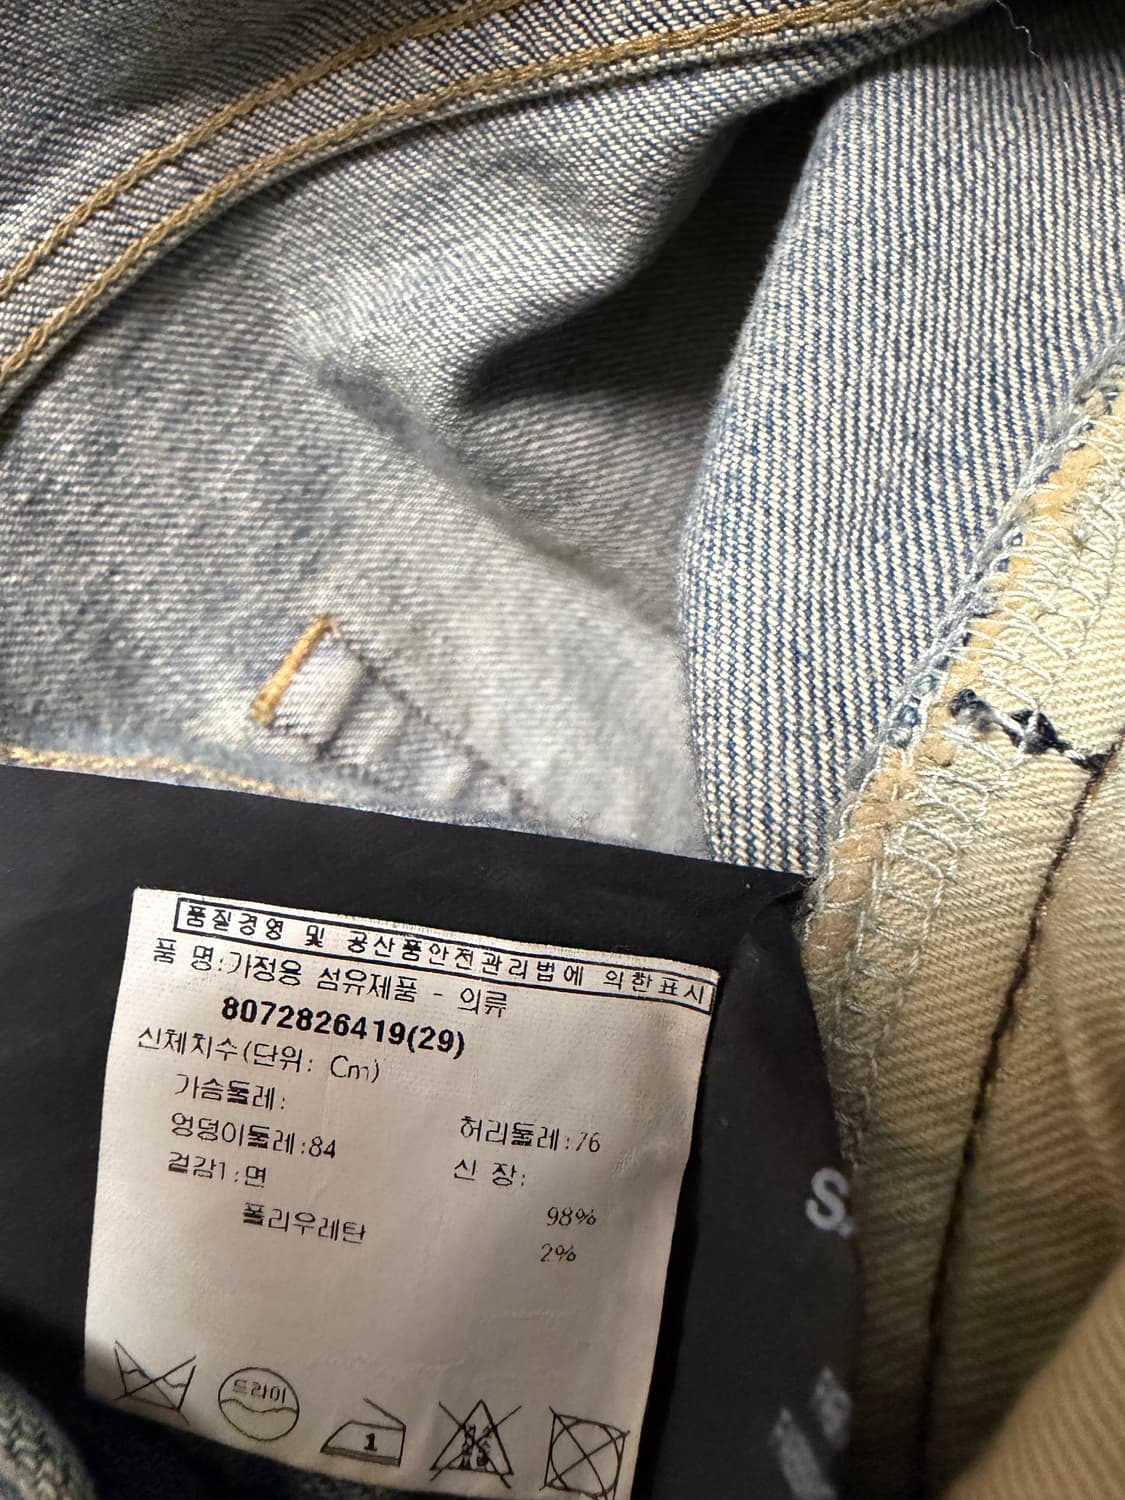 품질경영 및 공산품안전관리법에 의한표시
품 명:가정용 섬유제품 - 의류
8072826419(29)
신체치수(단위: Cm)
가슴둘레:
엉덩이둘레:84 허리둘레:76
겉감1:면 신 장:
98%
폴리우레탄 2%
드라이
1
S